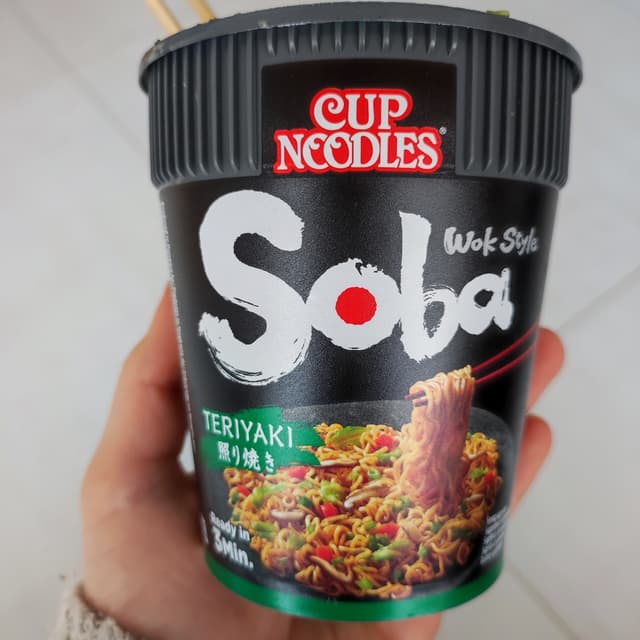 CUP
NOODLES®
Wok Style
Soba
TERIYAKI
照り焼き
Ready in
3Min.